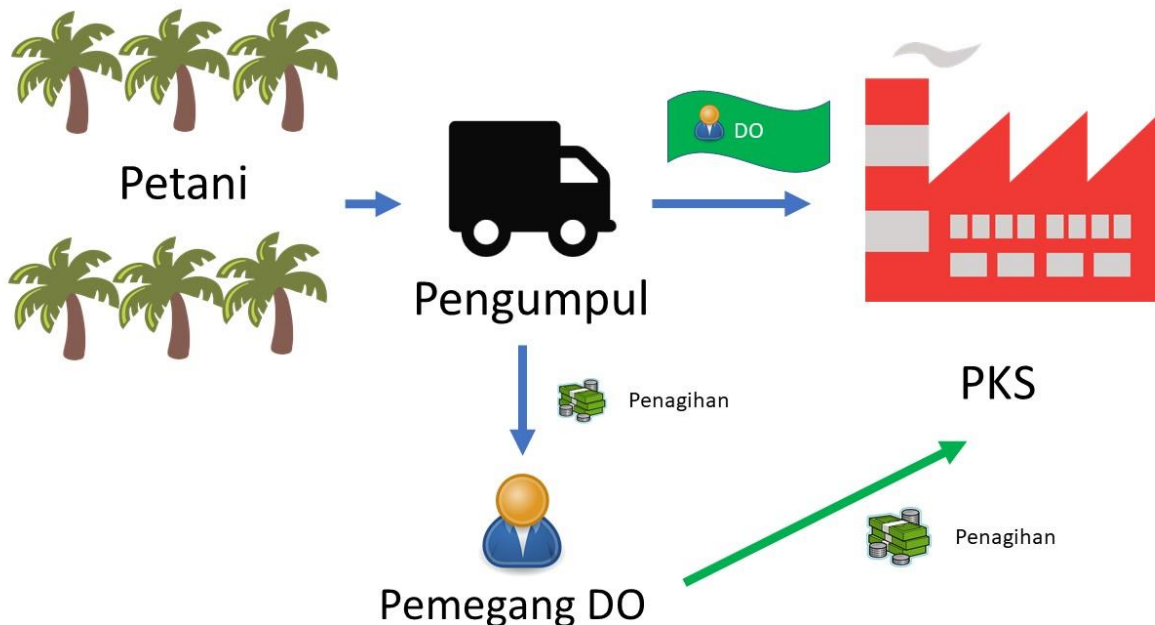 Petani
DO
Pengumpul
PKS
Penagihan
Penagihan
Pemegang DO